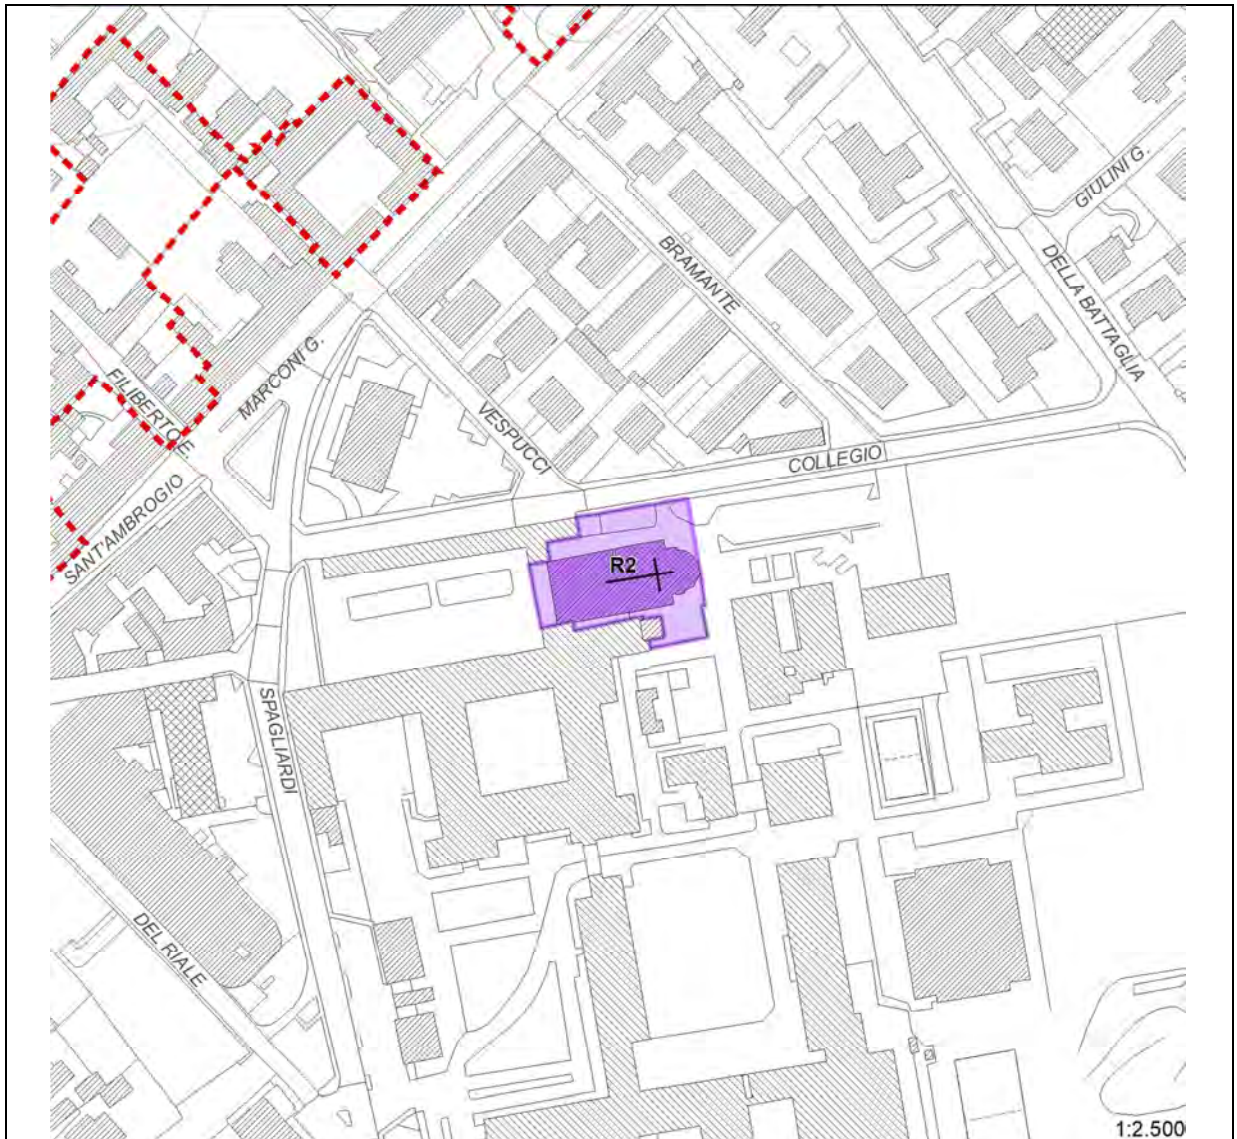 GIULINI G.
BRAMANTE
DELLA BATTAGLIA
MARCONI G.
FILIBERTO E.
VESPUCCI
COLLEGIO
SANT'AMBROGIO
R2
SPAGLIARDI
DEL RIALE
1:2.500